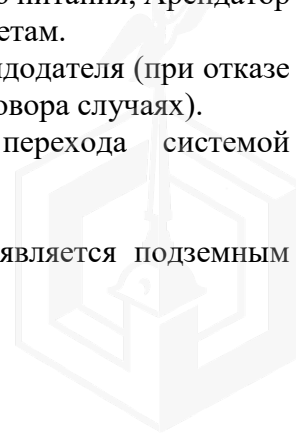 питания, Арендатор
етам.
ндодателя (при отказе
овора случаях).
перехода системой
является подземным